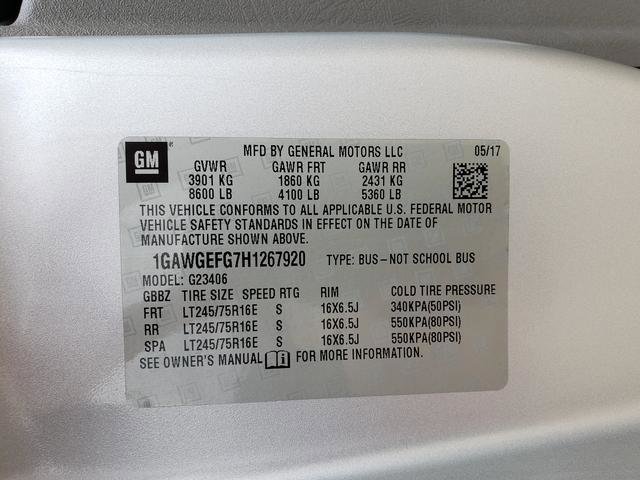 GM
MFD BY GENERAL MOTORS LLC 05/17
GVWR GAWR FRT GAWR RR
3901 KG 1860 KG 2431 KG
8600 LB 4100 LB 5360 LB
THIS VEHICLE CONFORMS TO ALL APPLICABLE U.S. FEDERAL MOTOR
VEHICLE SAFETY STANDARDS IN EFFECT ON THE DATE OF
MANUFACTURE SHOWN ABOVE.
1GAWGEFG7H1267920 TYPE: BUS-NOT SCHOOL BUS
MODEL: G23406
GBBZ TIRE SIZE SPEED RTG RIM COLD TIRE PRESSURE
FRT LT245/75R16E S 16X6.5J 340KPA(50PSI)
RR LT245/75R16E S 16X6.5J 550KPA(80PSI)
SPA LT245/75R16E S 16X6.5J 550KPA(80PSI)
SEE OWNER'S MANUAL FOR MORE INFORMATION.